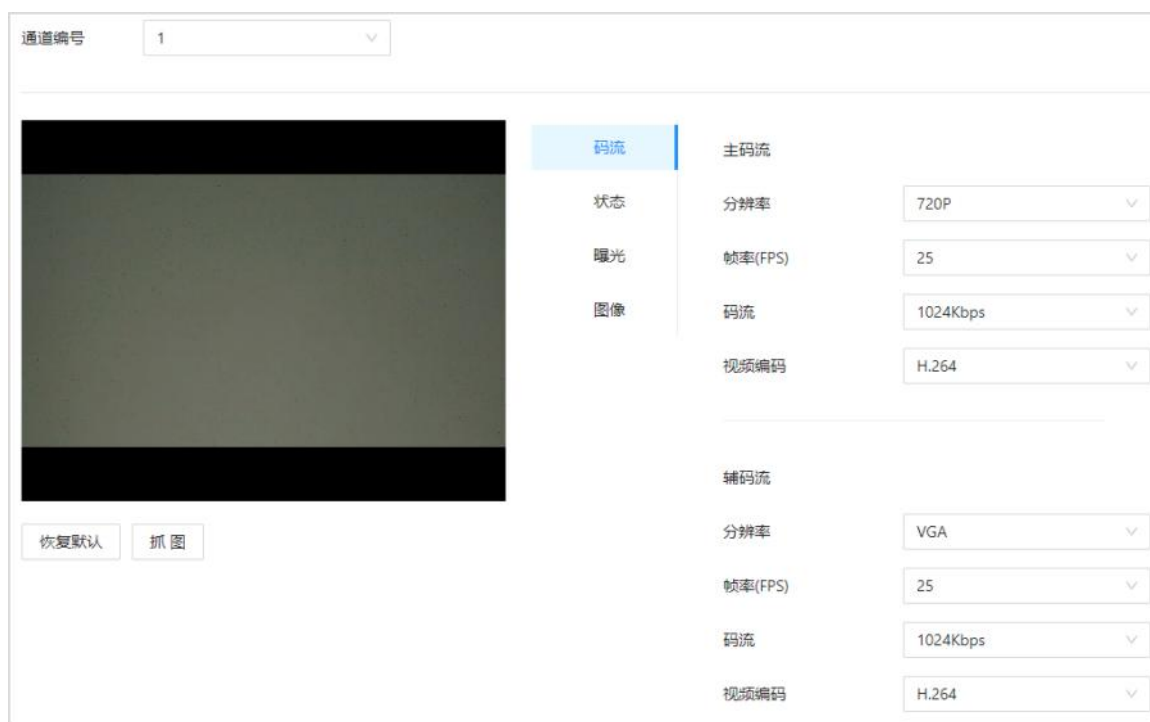 通道编号 1
码流
状态
曝光
图像
主码流
分辨率 720P
帧率(FPS) 25
码流 1024Kbps
视频编码 H.264
辅码流
分辨率 VGA
帧率(FPS) 25
码流 1024Kbps
视频编码 H.264
恢复默认 抓图